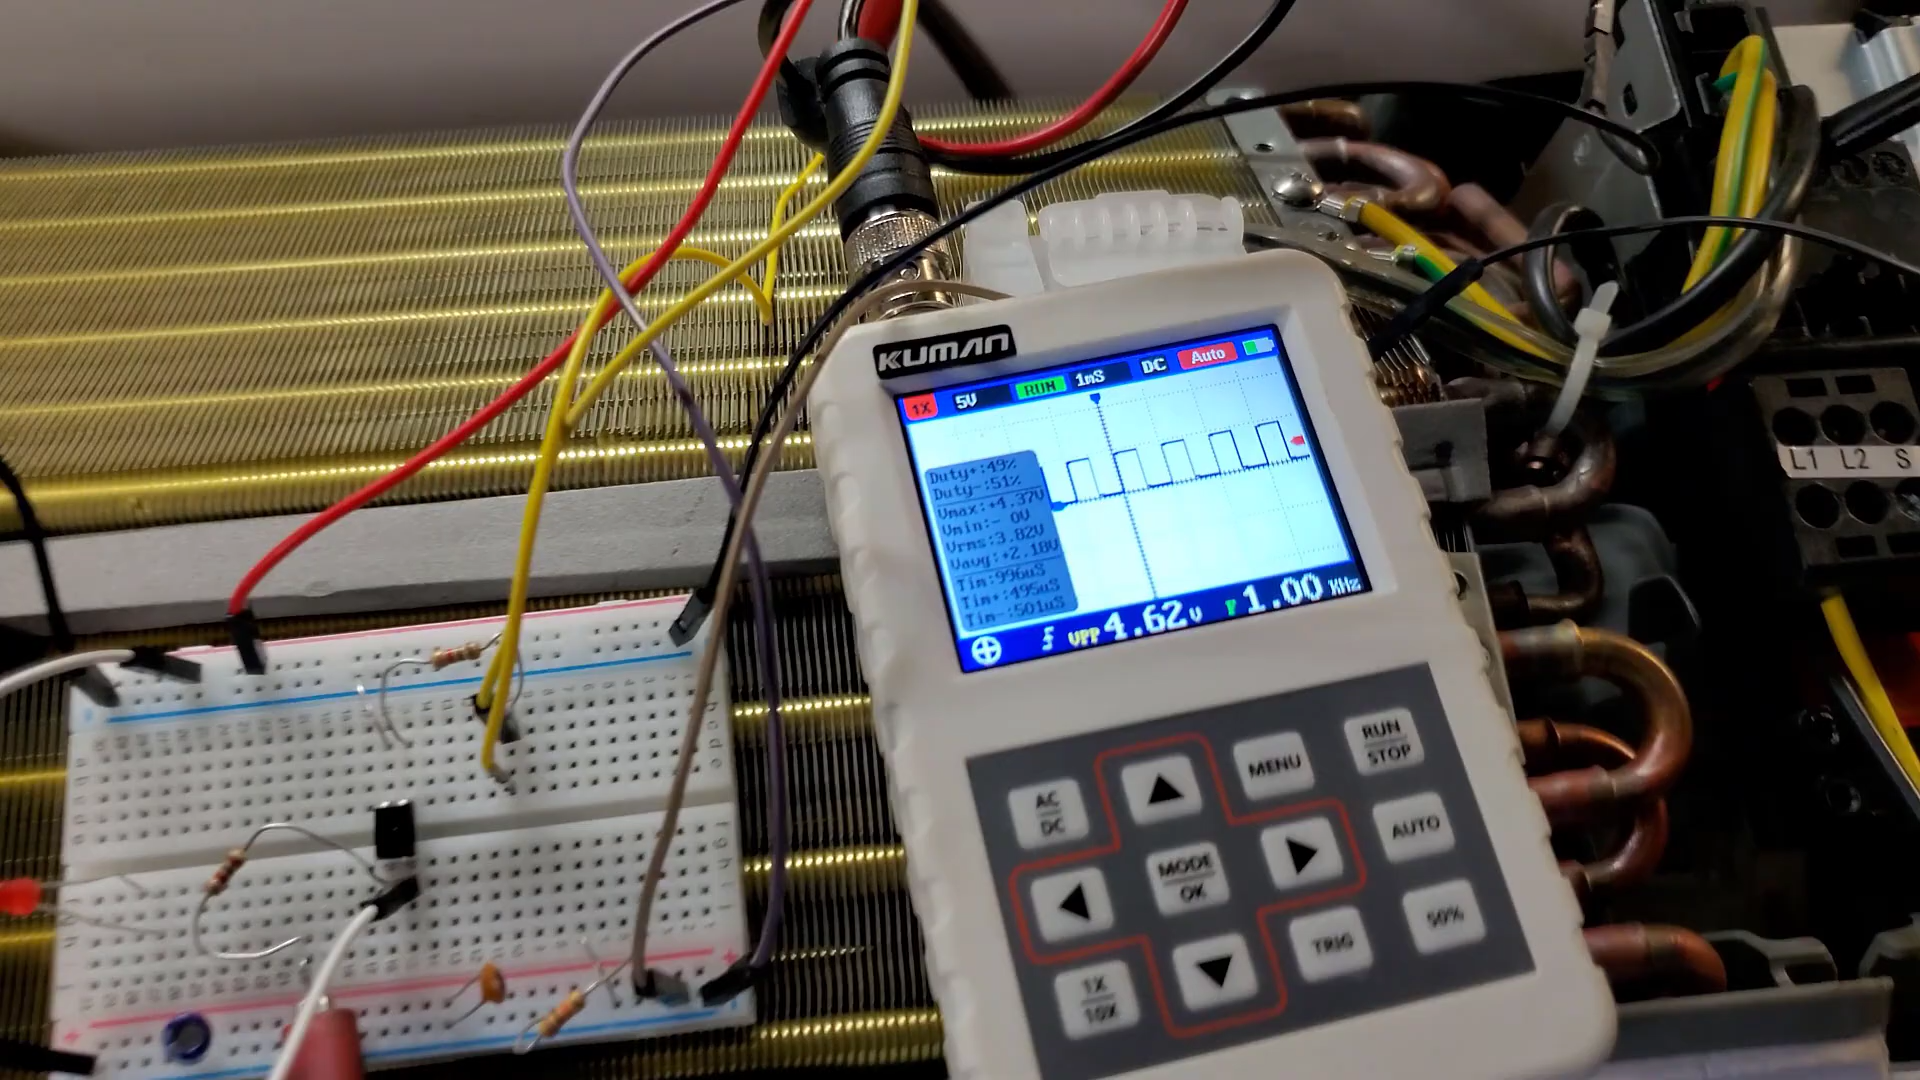 KUMAN
1X 5V RUN 1mS DC Auto
Duty+:49%
Duty-:51%
Vmax:+4.37V
Vmin:- 0V
Vrms:3.82V
Vavg:+2.18V
Tim:996uS
Tim+:495uS
Tim-:501uS
VPP 4.62V F 1.00 KHz
AC
DC
MENU
RUN
STOP
MODE
OK
AUTO
1X
10X
TRIG
50%
L1 L2 S